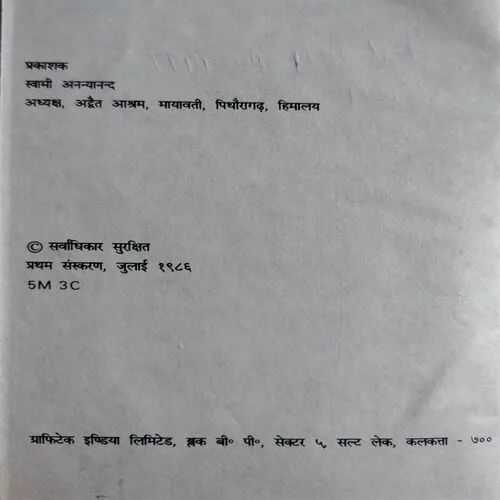 प्रकाशक
स्वामी अनन्यानन्द
अध्यक्ष, अद्वैत आश्रम, मायावती, पिथौरागढ़, हिमालय
© सर्वाधिकार सुरक्षित
प्रथम संस्करण, जुलाई १९८६
5M 3C
ग्राफिटेक इण्डिया लिमिटेड, ब्लक बी० पी०, सेक्टर ५, सल्ट लेक, कलकत्ता - ७००